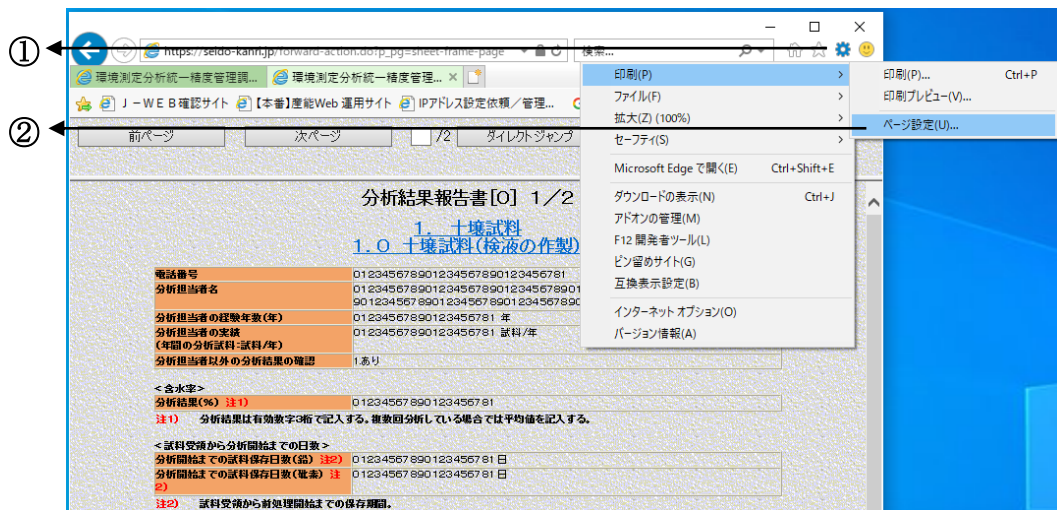 ①
https://seido-kanri.jp/forward-action.do?p_pg=sheet-frame-page
検索...
環境測定分析統一精度管理調...
環境測定分析統一精度管理...
J－WEB確認サイト
【本番】産能Web 運用サイト
IPアドレス設定依頼／管理...
②
前ページ
次ページ
/2
ダイレクトジャンプ
印刷(P)
ファイル(F)
拡大(Z) (100%)
セーフティ(S)
Microsoft Edge で開く(E) Ctrl+Shift+E
ダウンロードの表示(N) Ctrl+J
アドオンの管理(M)
F12 開発者ツール(L)
ピン留めサイト(G)
互換表示設定(B)
インターネット オプション(O)
バージョン情報(A)
印刷(P)... Ctrl+P
印刷プレビュー(V)...
ページ設定(U)...
分析結果報告書[0] 1／2
1. 土壌試料
1.0 土壌試料(検液の作製)
電話番号 012345678901234567890123456781
分析担当者名
分析担当者の経験年数(年) 01234567890123456781 年
分析担当者の実績 01234567890123456781 試料/年
(年間の分析試料:試料/年)
分析担当者以外の分析結果の確認 1.あり
<含水率>
分析結果(%) 注1) 01234567890123456781
注1) 分析結果は有効数字3桁で記入する。複数回分析している場合では平均値を記入する。
<試料受領から分析開始までの日数>
分析開始までの試料保存日数(鉛) 注2) 01234567890123456781 日
分析開始までの試料保存日数(砒素) 注2) 01234567890123456781 日
注2) 試料受領から前処理開始までの保存期間。